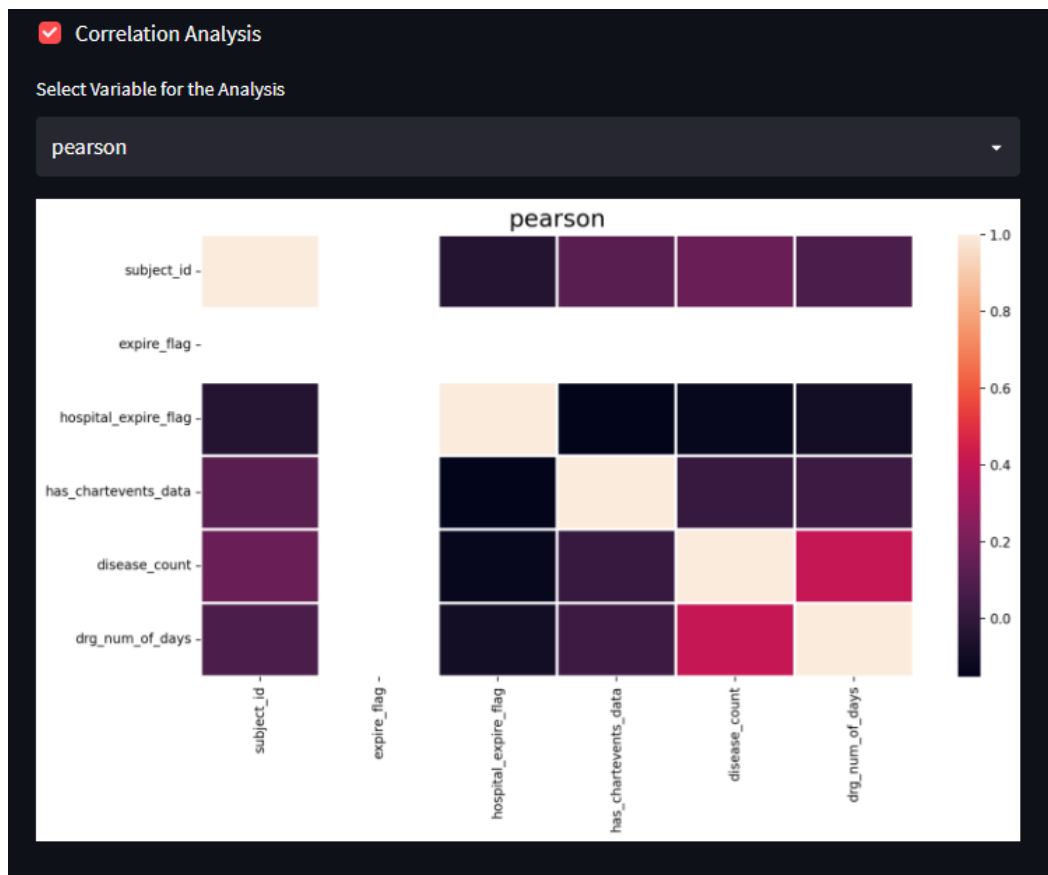 Correlation Analysis
Select Variable for the Analysis
pearson
pearson
subject_id
expire_flag
hospital_expire_flag
has_chartevents_data
disease_count
drg_num_of_days
1.0
0.8
0.6
0.4
0.2
0.0
subject_id
expire_flag
hospital_expire_flag
has_chartevents_data
disease_count
drg_num_of_days